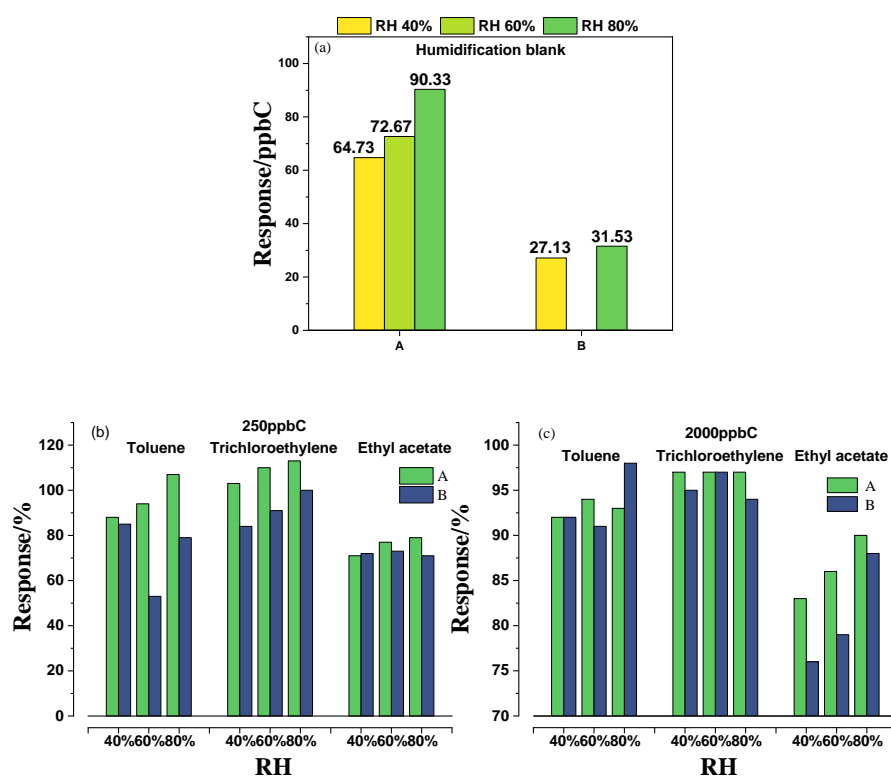 RH 40% RH 60% RH 80%
(a)
Humidification blank
Response/ppbC
100
80
60
40
20
0
64.73
72.67
90.33
27.13
31.53
A B
(b)
250ppbC
Toluene Trichloroethylene Ethyl acetate
A
B
Response/%
120
100
80
60
40
20
0
40%60%80% 40%60%80% 40%60%80%
RH
(c)
2000ppbC
Toluene Trichloroethylene Ethyl acetate
A
B
Response/%
100
95
90
85
80
75
70
40%60%80% 40%60%80% 40%60%80%
RH